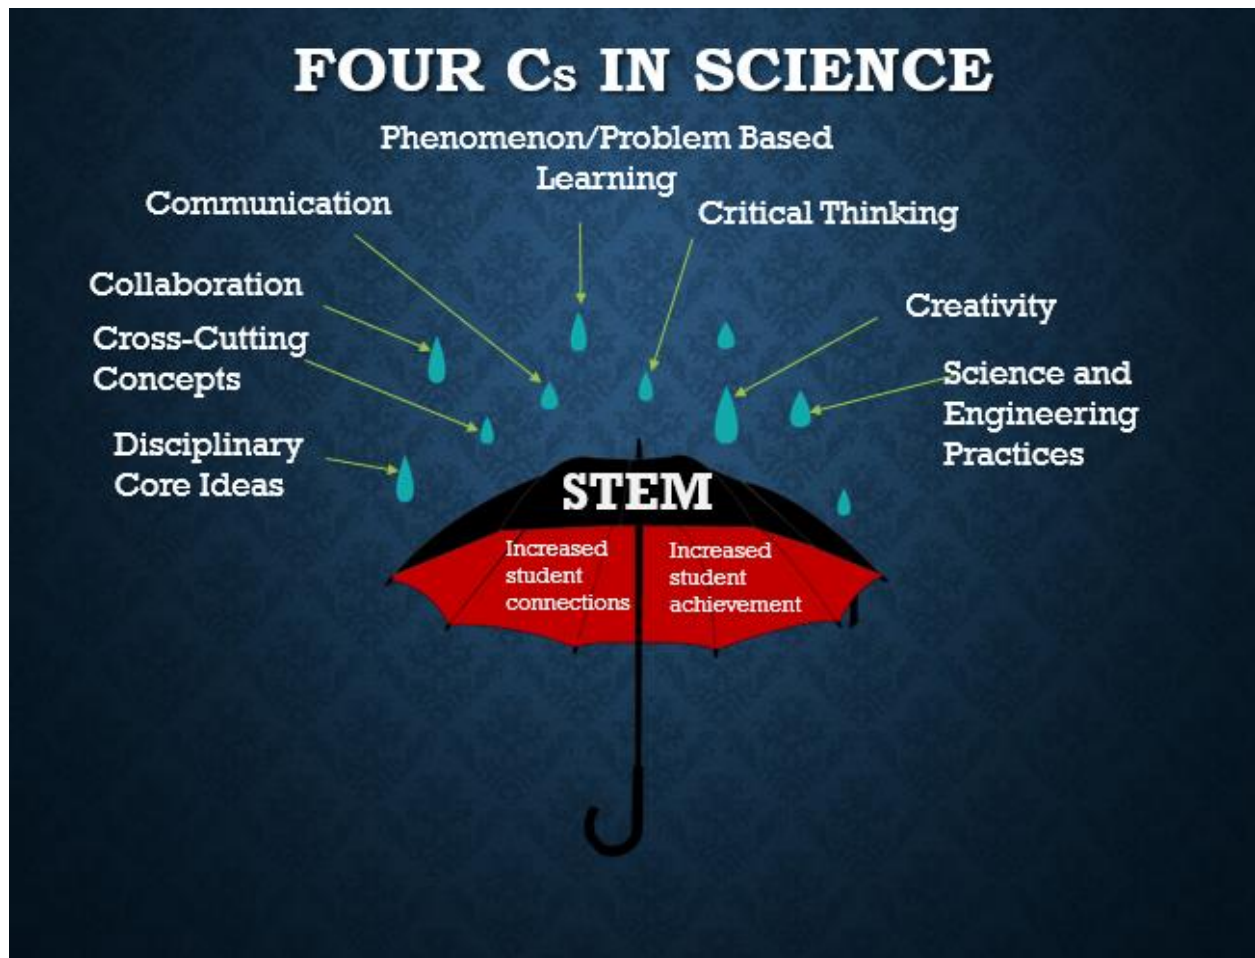 FOUR Cs IN SCIENCE
Phenomenon/Problem Based
Learning
Communication
Critical Thinking
Collaboration
Creativity
Cross-Cutting
Concepts
Science and
Engineering
Practices
Disciplinary
Core Ideas
STEM
Increased
student
connections
Increased
student
achievement